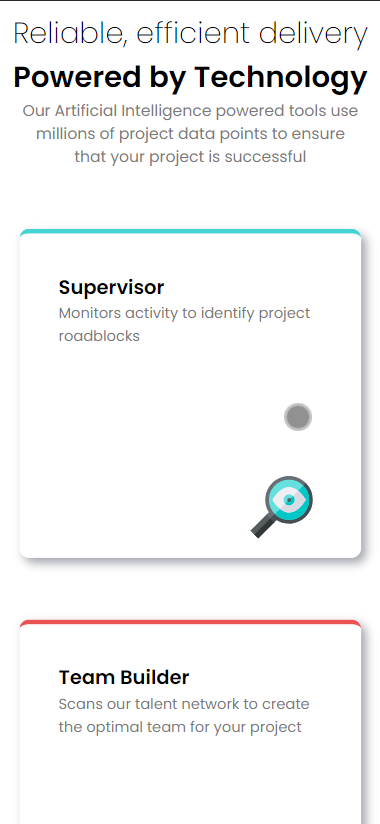 Reliable, efficient delivery
Powered by Technology
Our Artificial Intelligence powered tools use
millions of project data points to ensure
that your project is successful
Supervisor
Monitors activity to identify project
roadblocks
Team Builder
Scans our talent network to create
the optimal team for your project